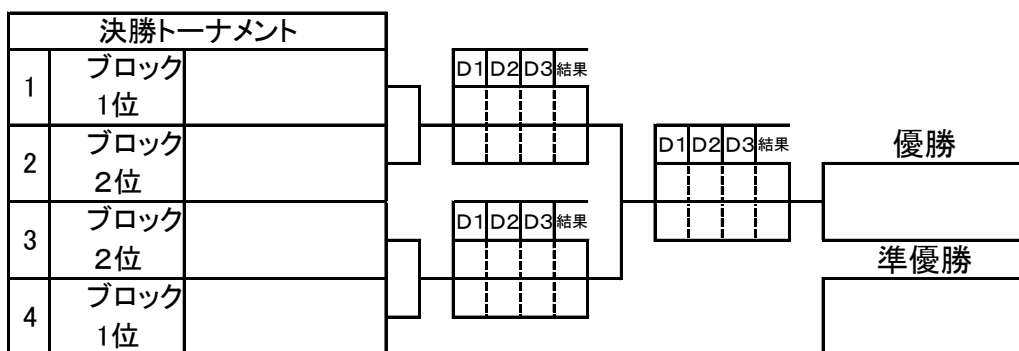 決勝トーナメント
1
ブロック
1位
2
ブロック
2位
3
ブロック
2位
4
ブロック
1位
D1 D2 D3 結果
D1 D2 D3 結果
D1 D2 D3 結果
優勝
準優勝